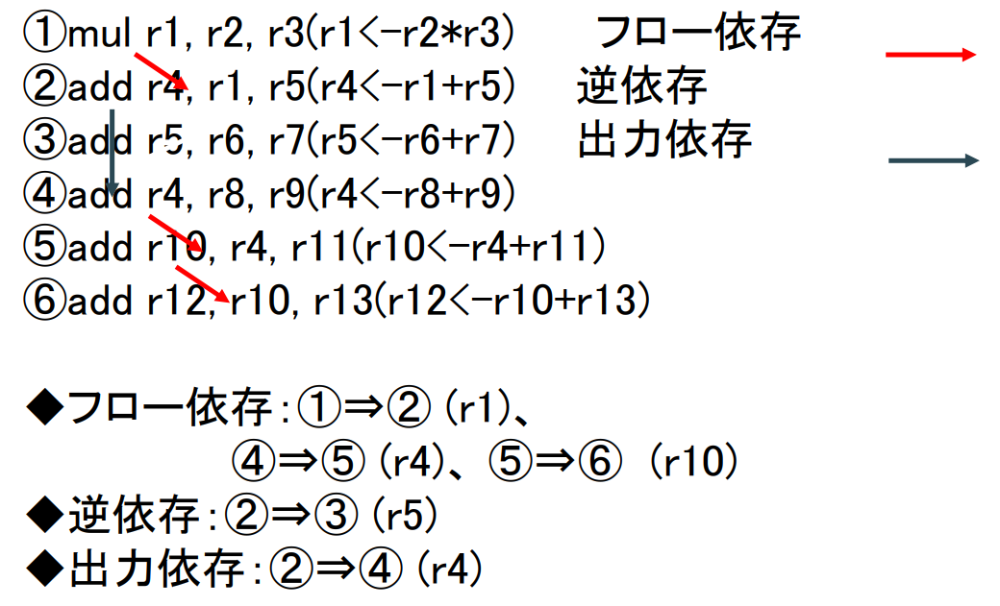 ①mul r1, r2, r3(r1<-r2*r3) フロー依存
②add r4, r1, r5(r4<-r1+r5) 逆依存
③add r5, r6, r7(r5<-r6+r7) 出力依存
④add r4, r8, r9(r4<-r8+r9)
⑤add r10, r4, r11(r10<-r4+r11)
⑥add r12, r10, r13(r12<-r10+r13)
◆フロー依存:①⇒②(r1)、
④⇒⑤(r4)、⑤⇒⑥ (r10)
◆逆依存:②⇒③(r5)
◆出力依存:②⇒④(r4)